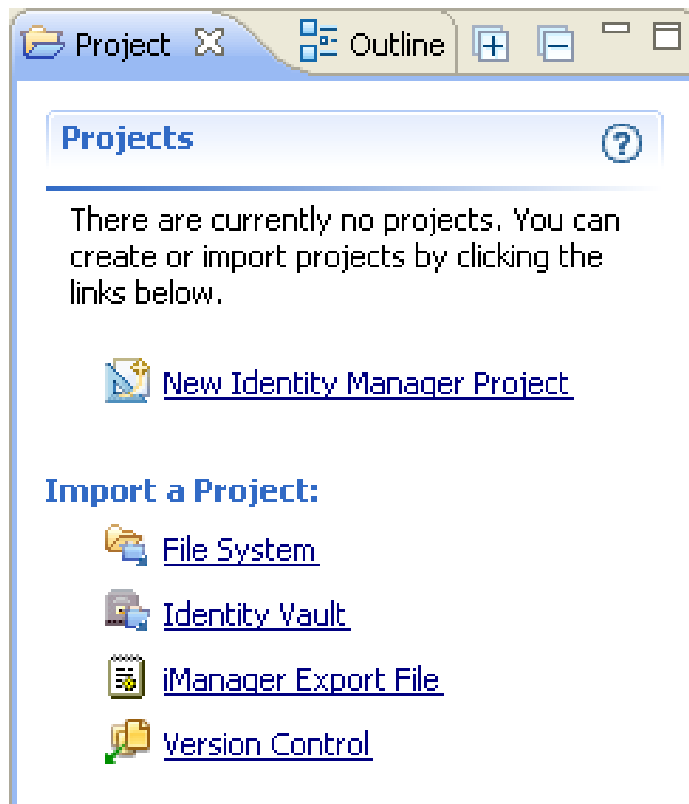 Project Outline
Projects
There are currently no projects. You can
create or import projects by clicking the
links below.
New Identity Manager Project
Import a Project:
File System
Identity Vault
iManager Export File
Version Control